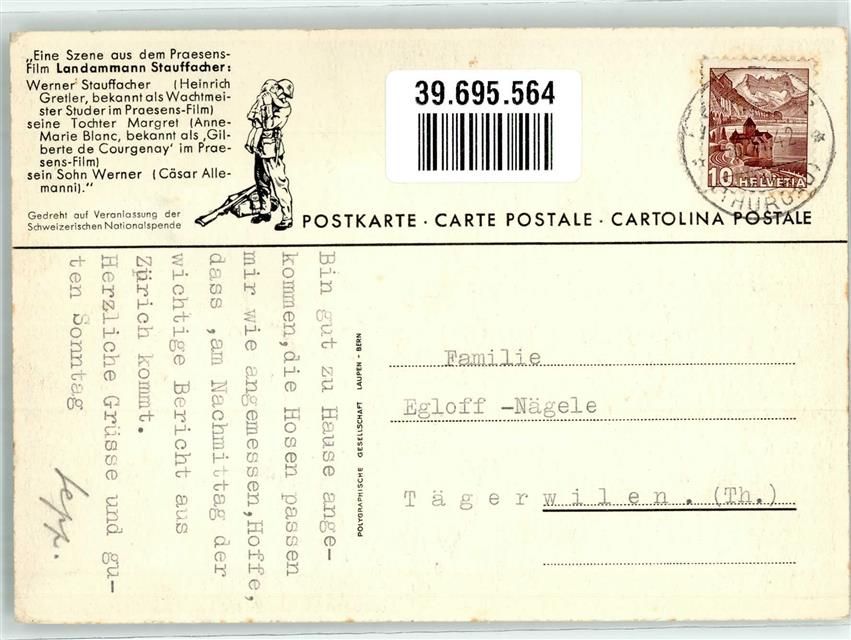 „Eine Szene aus dem Praesens-
Film Landammann Stauffacher:
Werner Stauffacher (Heinrich
Gretler, bekannt als Wachtmei-
ster Studer im Praesens-Film)
seine Tochter Margret (Anne-
Marie Blanc, bekannt als ‚Gil-
berte de Courgenay' im Prae-
sens-Film)
sein Sohn Werner (Cäsar Alle-
manni)."
Gedreht auf Veranlassung der
Schweizerischen Nationalspende
39.695.564
10 HELVETIA
(THURGAU)
POSTKARTE · CARTE POSTALE · CARTOLINA POSTALE
Bin gut zu Hause ange-
kommen,die Hosen passen
mir wie angemessen,Hoffe,
dass ,am Nachmittag der
wichtige Bericht aus
Zürich kommt.
Herzliche Grüsse und gu-
ten Sonntag
Sepp.
POLYGRAPHISCHE GESELLSCHAFT LAUPEN - BERN
Familie
Egloff -Nägele
Tägerwilen.(Th.)